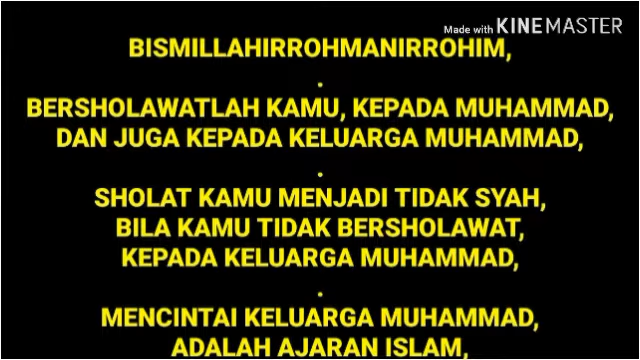 Made with KINEMASTER
BISMILLAHIRROHMANIRROHIM,
.
BERSHOLAWATLAH KAMU, KEPADA MUHAMMAD,
DAN JUGA KEPADA KELUARGA MUHAMMAD,
.
SHOLAT KAMU MENJADI TIDAK SYAH,
BILA KAMU TIDAK BERSHOLAWAT,
KEPADA KELUARGA MUHAMMAD,
.
MENCINTAI KELUARGA MUHAMMAD,
ADALAH AJARAN ISLAM,